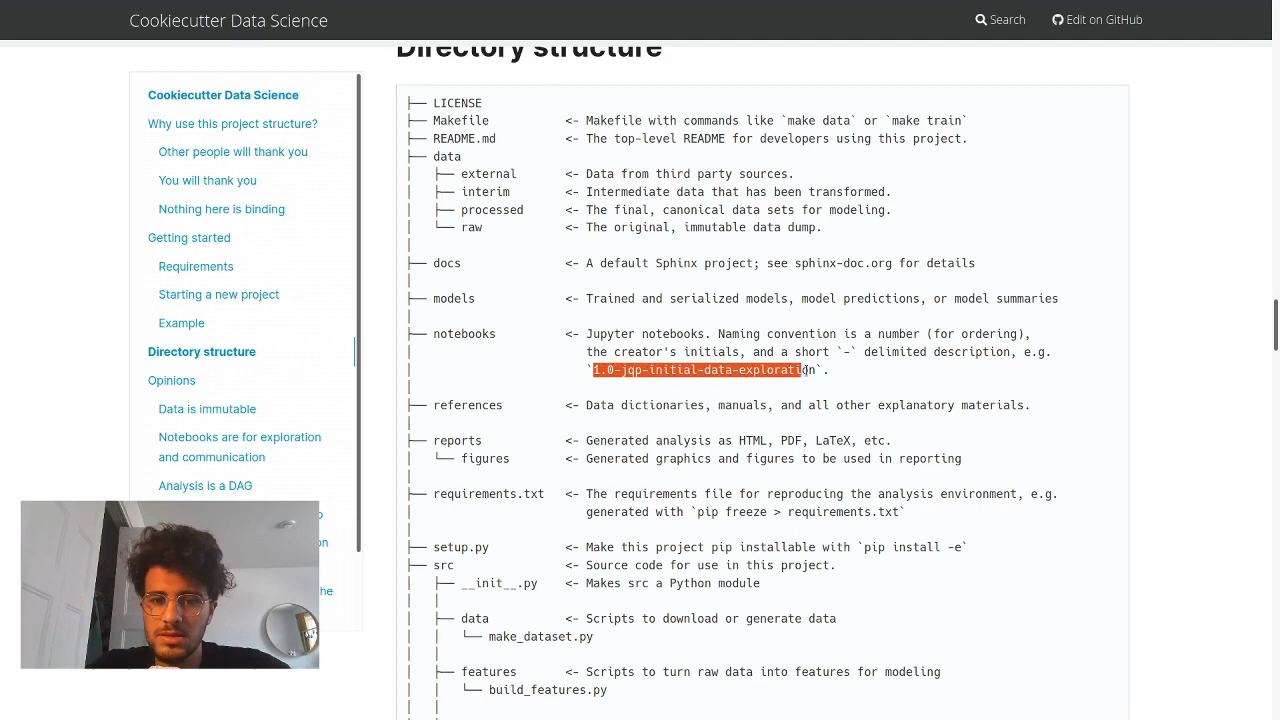 Cookiecutter Data Science
Search
Edit on GitHub
Directory structure
Cookiecutter Data Science
Why use this project structure?
Other people will thank you
You will thank you
Nothing here is binding
Getting started
Requirements
Starting a new project
Example
Directory structure
Opinions
Data is immutable
Notebooks are for exploration
and communication
Analysis is a DAG
├── LICENSE
├── Makefile <- Makefile with commands like `make data` or `make train`
├── README.md <- The top-level README for developers using this project.
├── data
│ ├── external <- Data from third party sources.
│ ├── interim <- Intermediate data that has been transformed.
│ ├── processed <- The final, canonical data sets for modeling.
│ └── raw <- The original, immutable data dump.
│
├── docs <- A default Sphinx project; see sphinx-doc.org for details
│
├── models <- Trained and serialized models, model predictions, or model summaries
│
├── notebooks <- Jupyter notebooks. Naming convention is a number (for ordering),
│ the creator's initials, and a short `-` delimited description, e.g.
│ `1.0-jqp-initial-data-exploration`.
│
├── references <- Data dictionaries, manuals, and all other explanatory materials.
│
├── reports <- Generated analysis as HTML, PDF, LaTeX, etc.
│ └── figures <- Generated graphics and figures to be used in reporting
│
├── requirements.txt <- The requirements file for reproducing the analysis environment, e.g.
│ generated with `pip freeze > requirements.txt`
│
├── setup.py <- Make this project pip installable with `pip install -e`
├── src <- Source code for use in this project.
│ ├── __init__.py <- Makes src a Python module
│ │
│ ├── data <- Scripts to download or generate data
│ │ └── make_dataset.py
│ │
│ ├── features <- Scripts to turn raw data into features for modeling
│ │ └── build_features.py
│ │